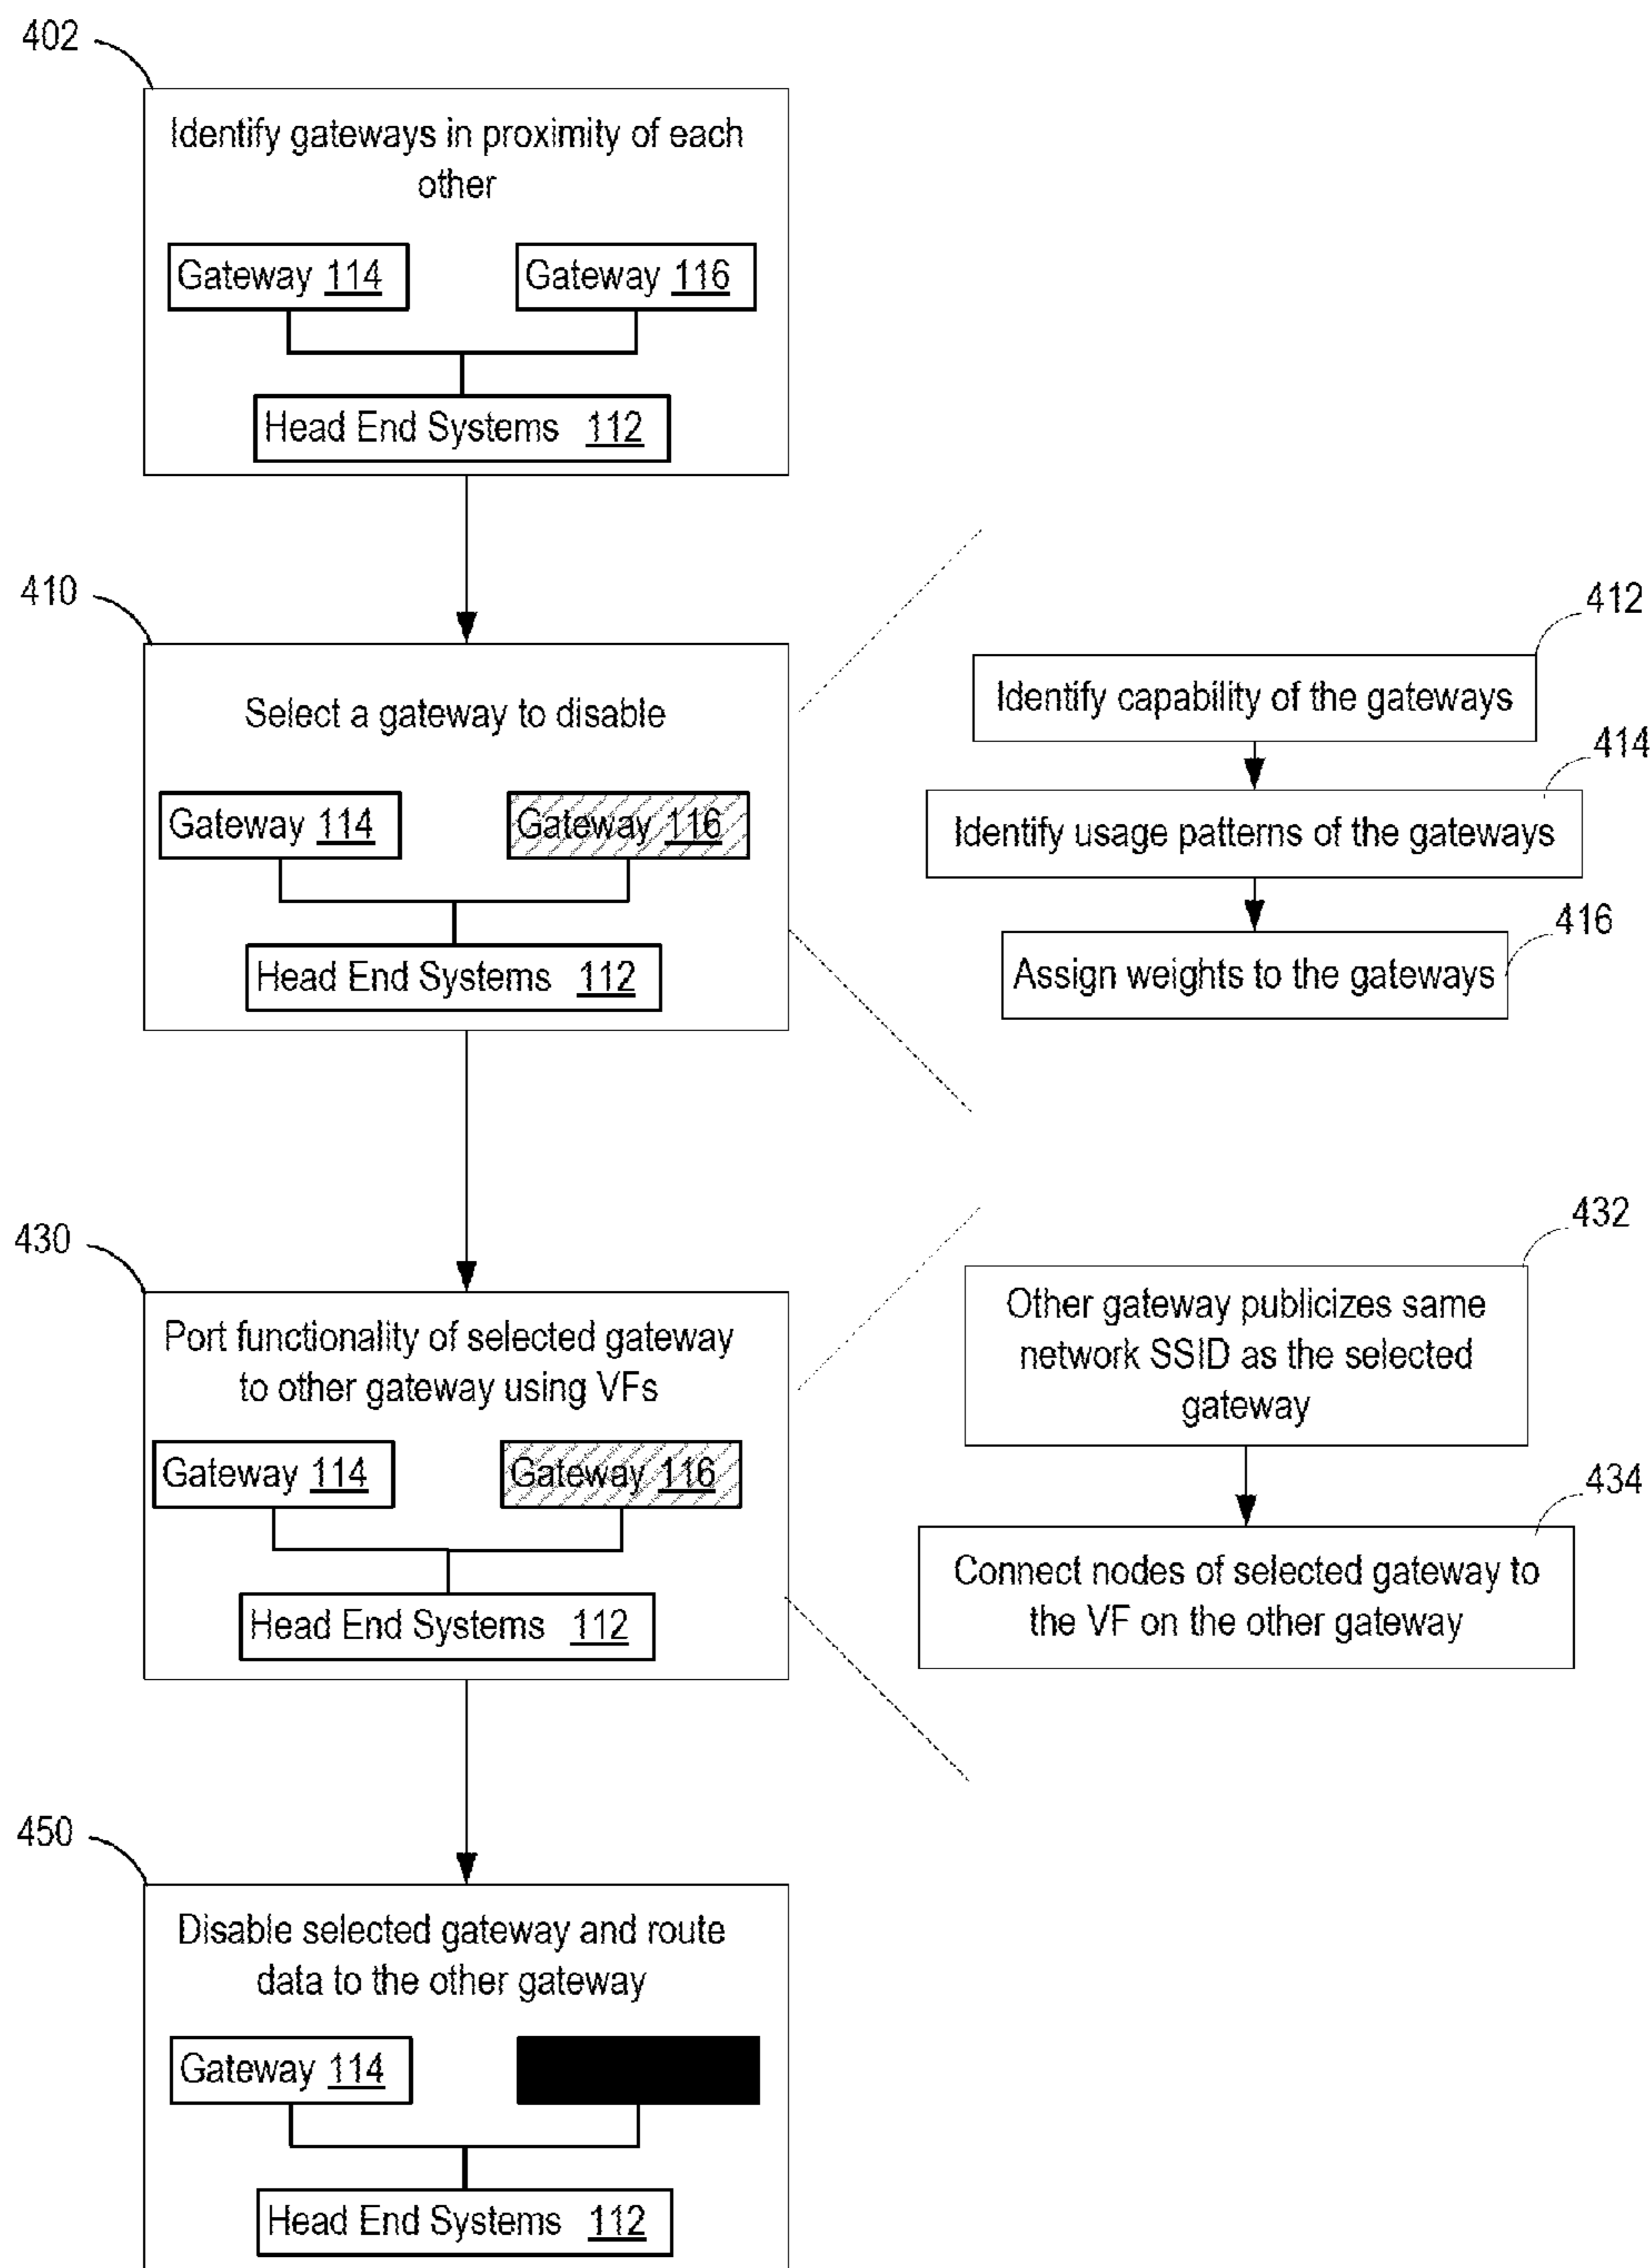 402
Identify gateways in proximity of each
other
Gateway 114
Gateway 116
Head End Systems 112
410
Select a gateway to disable
Gateway 114
Gateway 116
Head End Systems 112
412
Identify capability of the gateways
414
Identify usage patterns of the gateways
416
Assign weights to the gateways
430
Port functionality of selected gateway
to other gateway using VFs
Gateway 114
Gateway 116
Head End Systems 112
432
Other gateway publicizes same
network SSID as the selected
gateway
434
Connect nodes of selected gateway to
the VF on the other gateway
450
Disable selected gateway and route
data to the other gateway
Gateway 114
Head End Systems 112